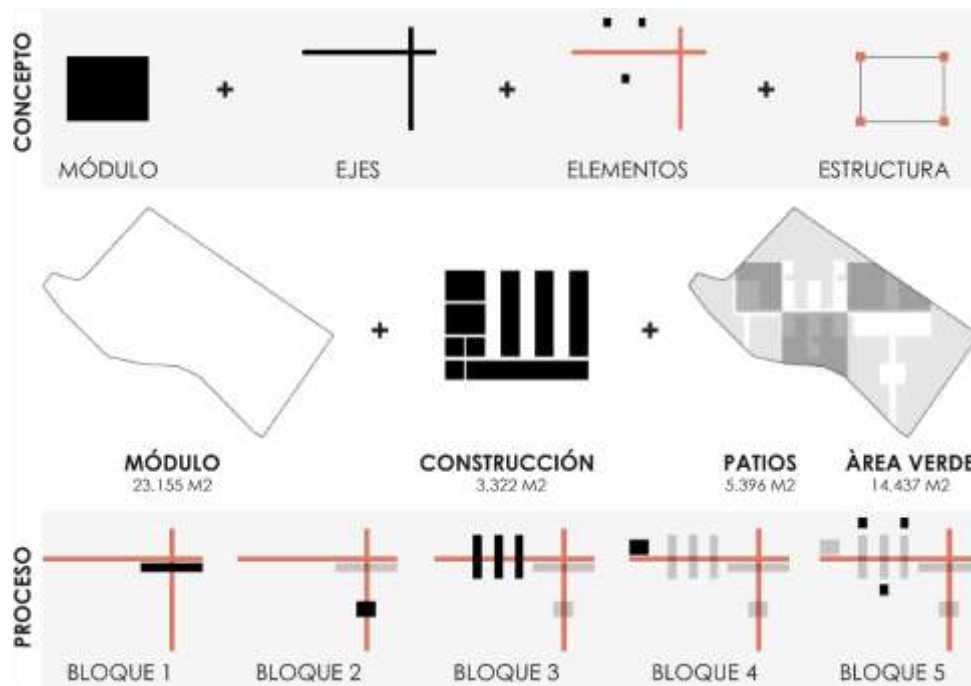 CONCEPTO
+
+
+
MÓDULO
EJES
ELEMENTOS
ESTRUCTURA
+
+
MÓDULO
23.155 M2
CONSTRUCCIÓN
3.322 M2
PATIOS
5.396 M2
ÀREA VERDE
14.437 M2
PROCESO
BLOQUE 1
BLOQUE 2
BLOQUE 3
BLOQUE 4
BLOQUE 5